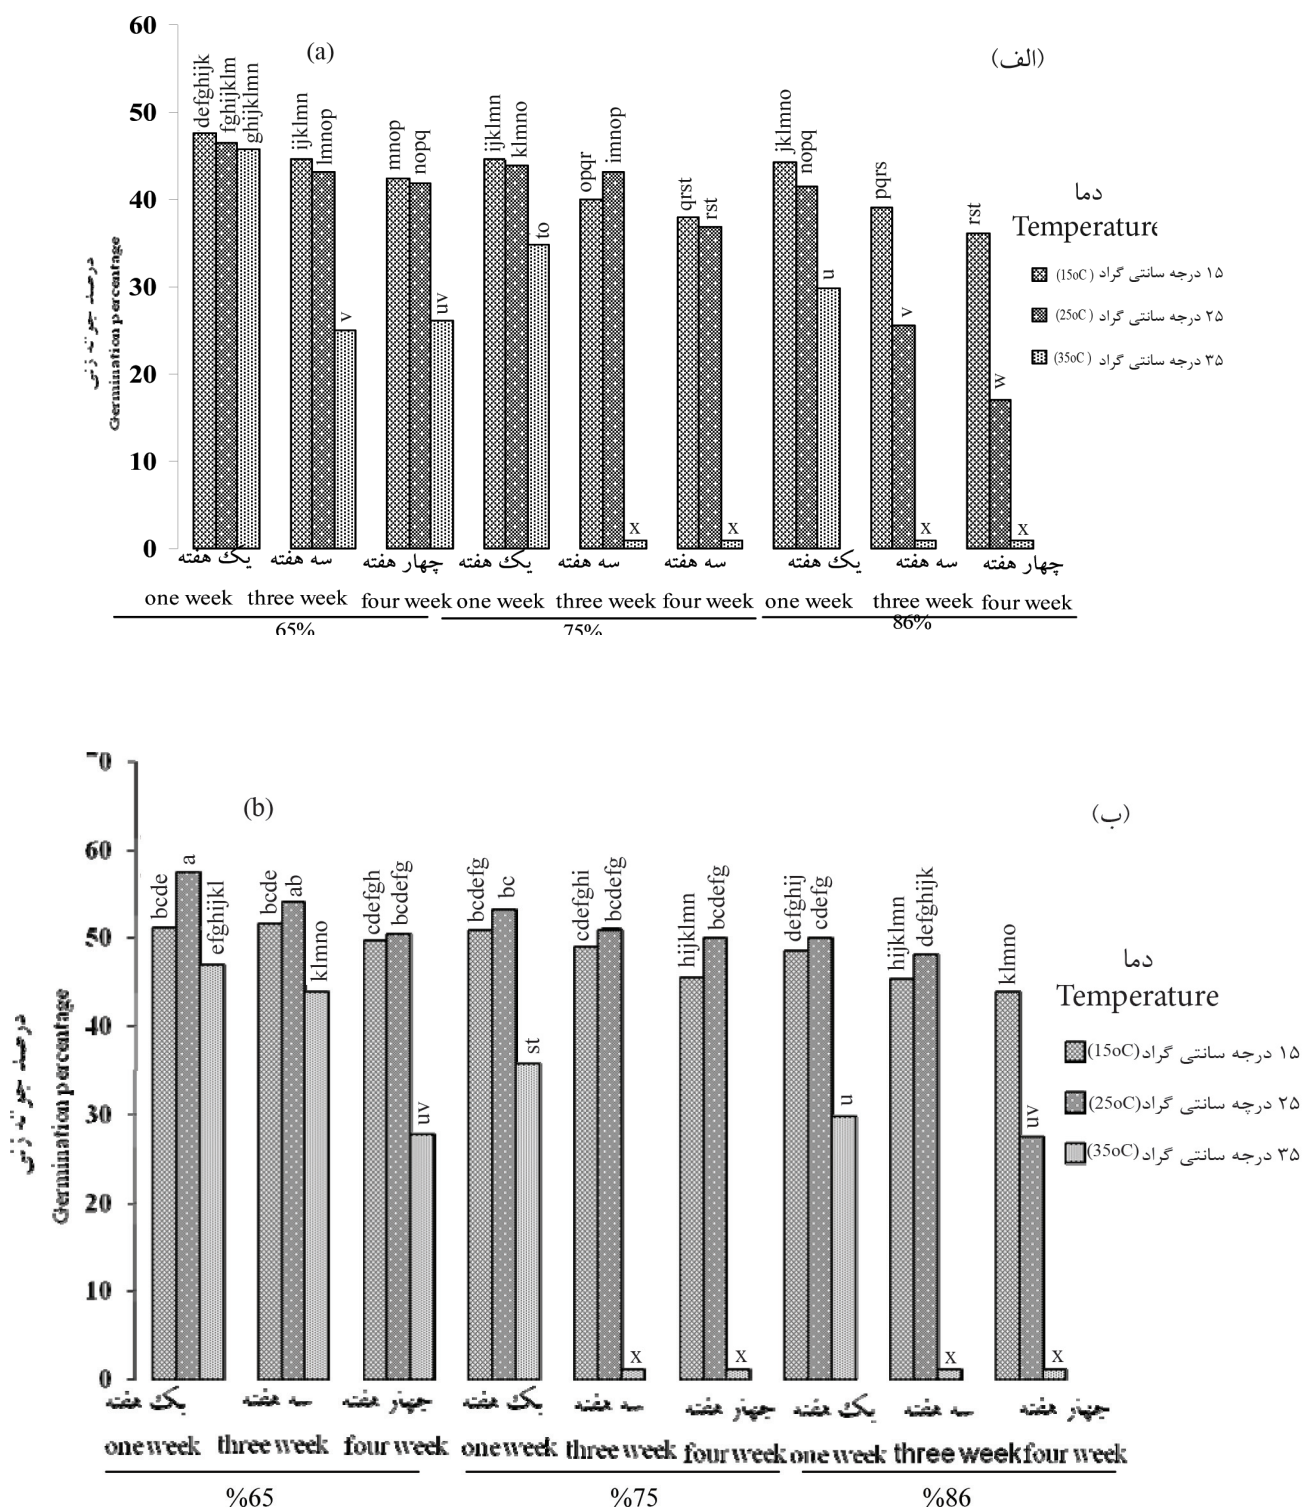 (a)
(الف)
60
50
40
30
20
10
0
درصد جوانه زنی
Germination percentage
defghijk
fghijklm
ghijklmn
ijklmn
lmnop
v
mnop
nopq
uv
ijklmn
klmno
to
opqr
imnop
x
qrst
rst
x
jklmno
nopq
u
pqrs
v
x
rst
w
x
دما
Temperature
۱۵ درجه سانتی گراد (15oC)
۲۵ درجه سانتی گراد (25oC)
۳۵ درجه سانتی گراد (35oC)
یک هفته
سه هفته
چهار هفته
یک هفته
سه هفته
سه هفته
یک هفته
سه هفته
چهار هفته
one week three week four week one week three week four week one week three week four week
65% 75% 86%
(b)
(ب)
70
60
50
40
30
20
10
0
درصد جوانه زنی
Germination percentage
bcde
a
efghijkl
bcde
ab
klmno
cdefgh
bcdefg
uv
bcdefg
bc
st
cdefghi
bcdefg
x
hijklmn
bcdefg
x
defghij
cdefg
u
hijklmn
defghijk
x
klmno
uv
x
دما
Temperature
۱۵ درجه سانتی گراد(15oC)
۲۵ درچه سانتی گراد(25oC)
۳۵ درجه سانتی گراد(35oC)
یک هفته
سه هفته
چهار هفته
یک هفته
سه هفته
چهار هفته
یک هفته
سه هفته
چهار هفته
one week three week four week one week three week four week one week three week four week
%65 %75 %86